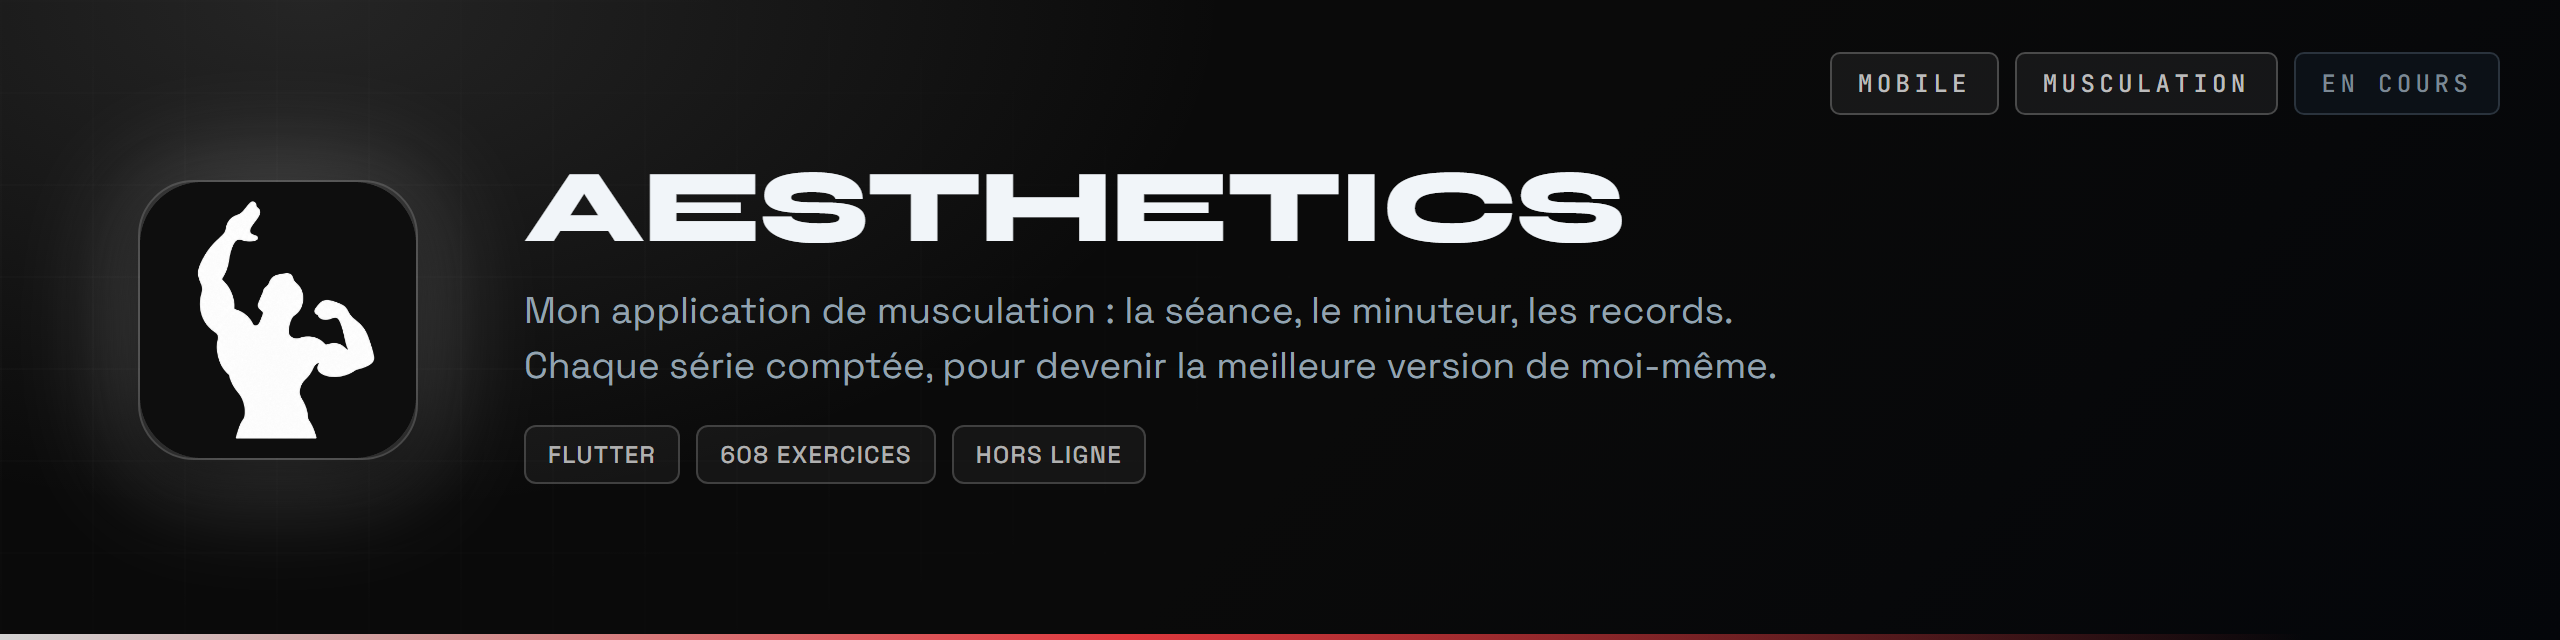 MOBILE
MUSCULATION
EN COURS
AESTHETICS
Mon application de musculation : la séance, le minuteur, les records.
Chaque série comptée, pour devenir la meilleure version de moi-même.
FLUTTER
608 EXERCICES
HORS LIGNE